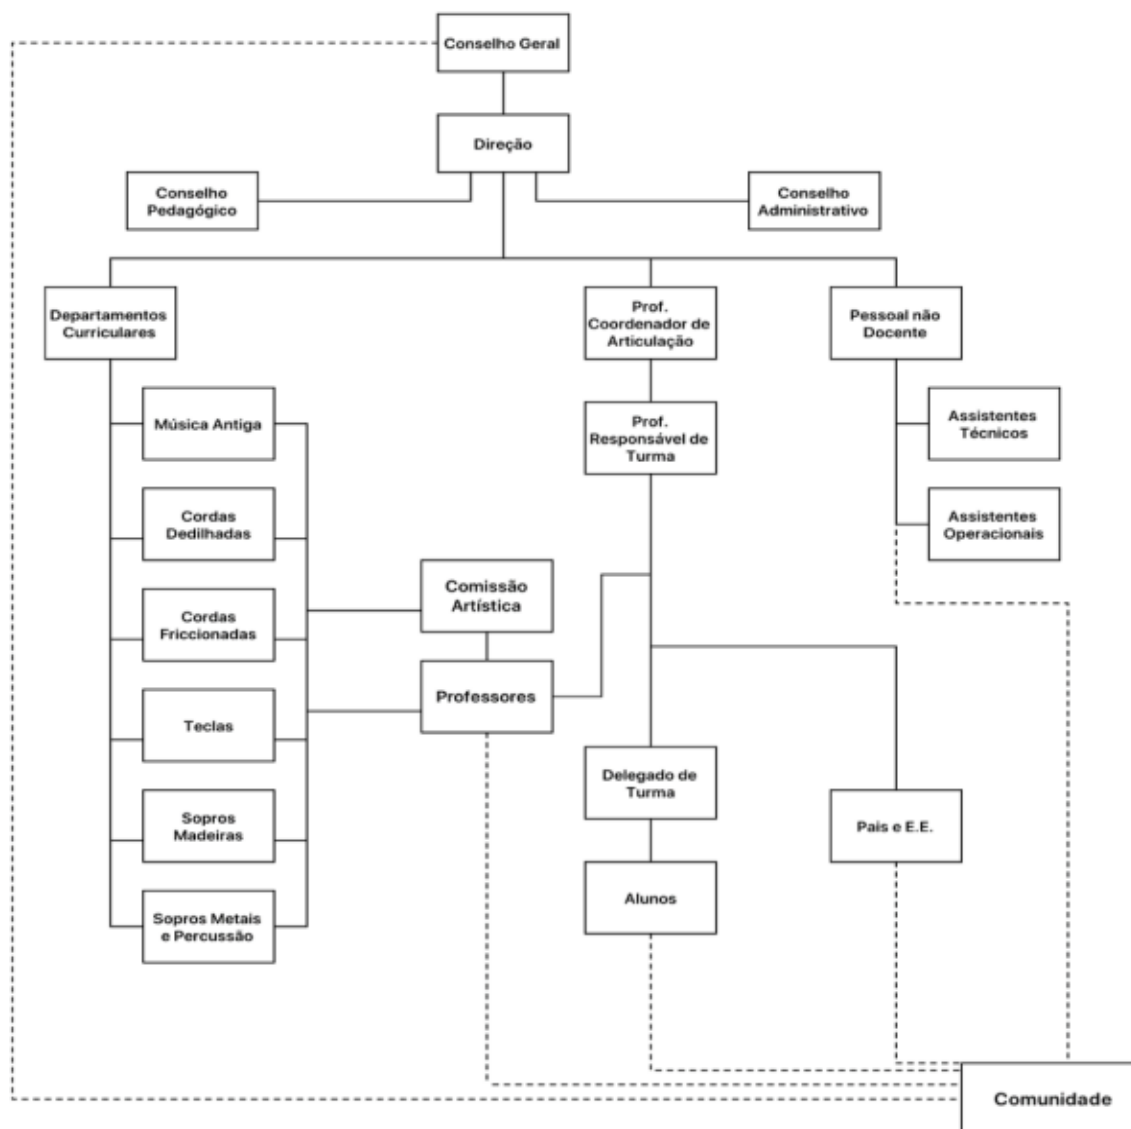 Conselho Geral
Direção
Conselho
Pedagógico
Conselho
Administrativo
Departamentos
Curriculares
Prof.
Coordenador de
Articulação
Pessoal não
Docente
Música Antiga
Prof.
Responsável de
Turma
Assistentes
Técnicos
Cordas
Dedilhadas
Assistentes
Operacionais
Comissão
Artística
Cordas
Friccionadas
Professores
Teclas
Delegado de
Turma
Sopros
Madeiras
Pais e E.E.
Alunos
Sopros Metais
e Percussão
Comunidade